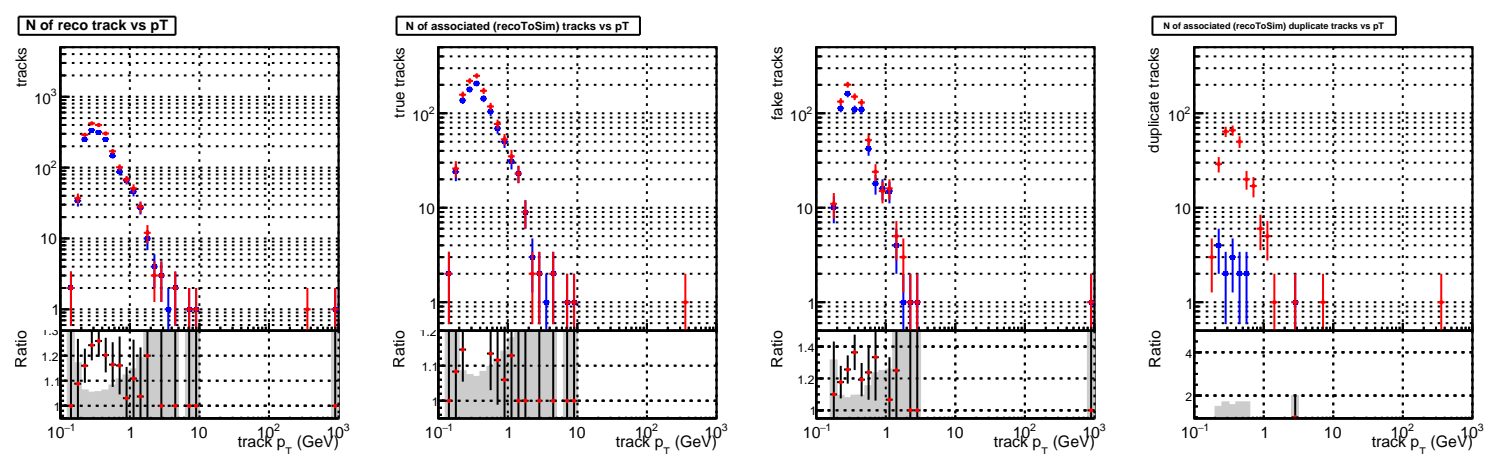 N of reco track vs pT
tracks
10³
10²
10
1
Ratio
1.3
1.2
1.1
1
10⁻¹ 1 10 10² 10³
track p_T (GeV)
N of associated (recoToSim) tracks vs pT
true tracks
10²
10
1
Ratio
1.2
1.1
1
10⁻¹ 1 10 10² 10³
track p_T (GeV)
fake tracks
10²
10
1
Ratio
1.4
1.2
1
10⁻¹ 1 10 10² 10³
track p_T (GeV)
N of associated (recoToSim) duplicate tracks vs pT
duplicate tracks
10²
10
1
Ratio
4
2
10⁻¹ 1 10 10² 10³
track p_T (GeV)